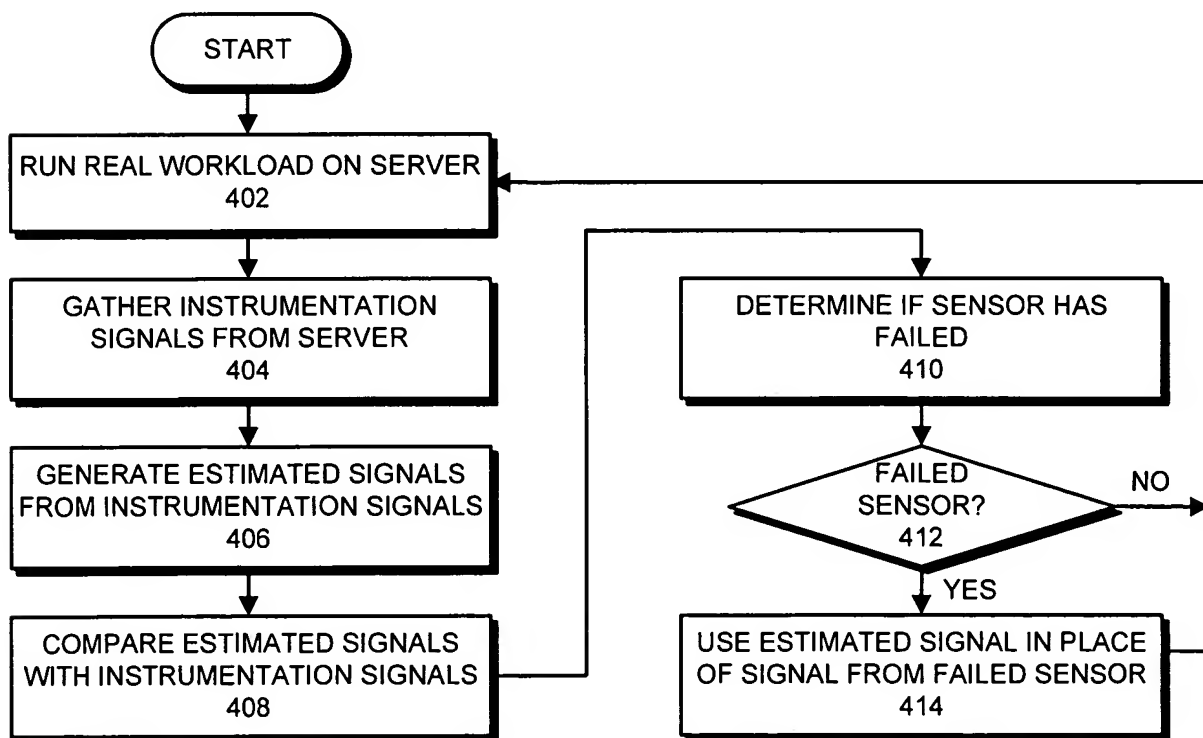 START
RUN REAL WORKLOAD ON SERVER
402
GATHER INSTRUMENTATION
SIGNALS FROM SERVER
404
GENERATE ESTIMATED SIGNALS
FROM INSTRUMENTATION SIGNALS
406
COMPARE ESTIMATED SIGNALS
WITH INSTRUMENTATION SIGNALS
408
DETERMINE IF SENSOR HAS
FAILED
410
FAILED
SENSOR?
412
NO
YES
USE ESTIMATED SIGNAL IN PLACE
OF SIGNAL FROM FAILED SENSOR
414